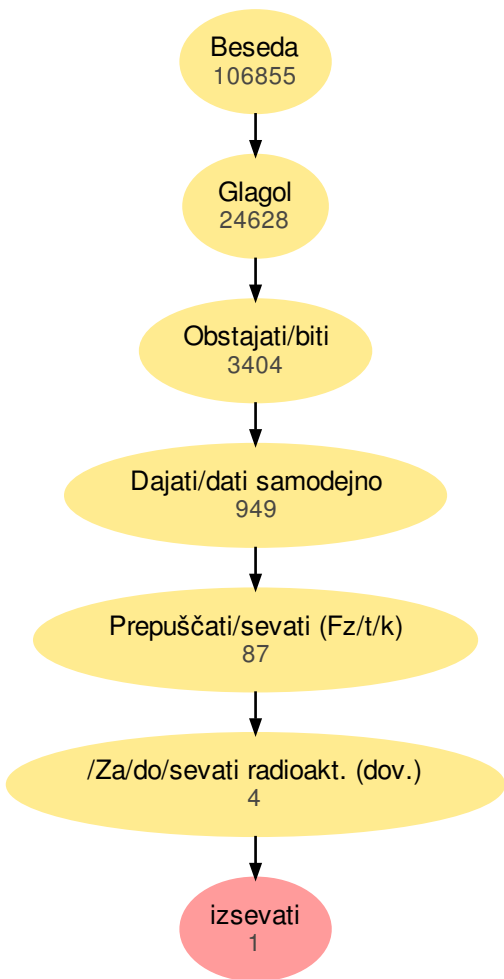 Beseda
106855
Glagol
24628
Obstajati/biti
3404
Dajati/dati samodejno
949
Prepuščati/sevati (Fz/t/k)
87
/Za/do/sevati radioakt. (dov.)
4
izsevati
1